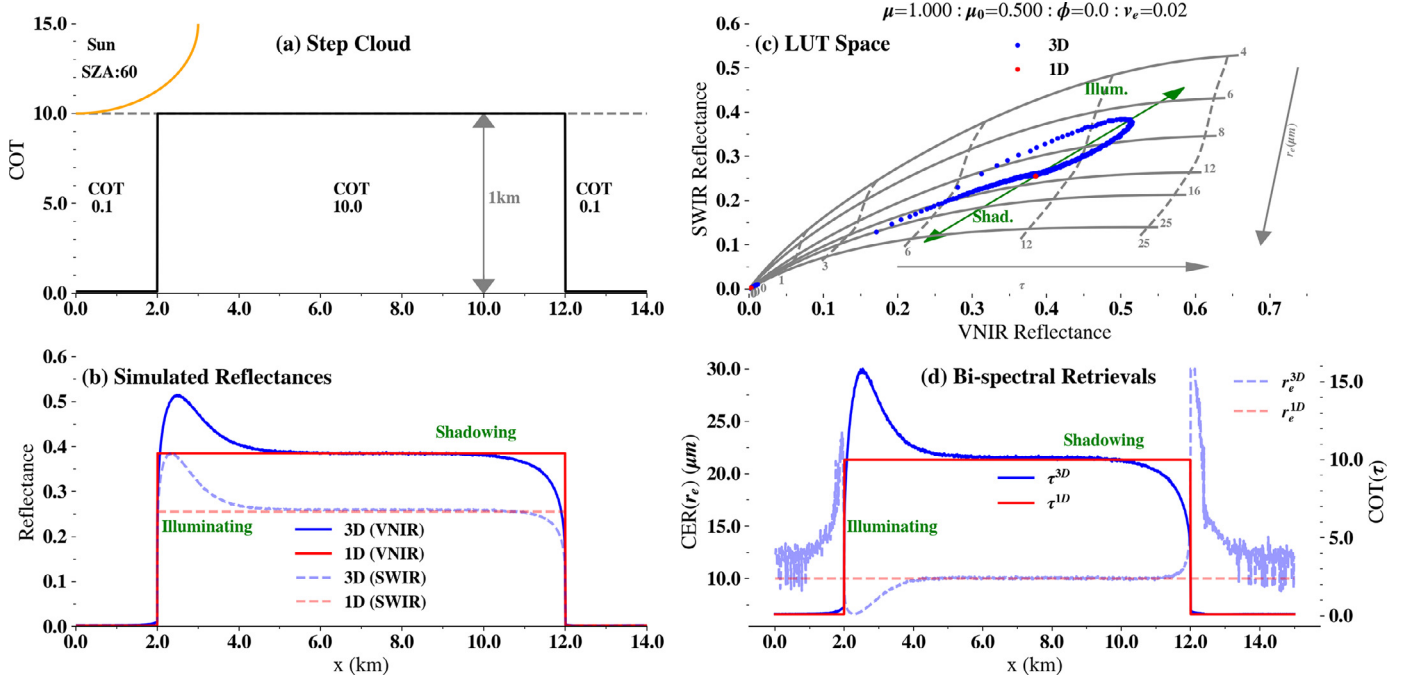 (a) Step Cloud
Sun
SZA:60
COT
0.1
COT
10.0
COT
0.1
1km
COT
15.0
10.0
5.0
0.0
0.0 2.0 4.0 6.0 8.0 10.0 12.0 14.0
μ=1.000 : μ₀=0.500 : ϕ=0.0 : vₑ=0.02
(c) LUT Space
3D
1D
Illum.
Shad.
4
6
8
12
16
25
1
3
6
12
25
rₑ(μm)
τ
SWIR Reflectance
0.6
0.5
0.4
0.3
0.2
0.1
0.0
0.0 0.1 0.2 0.3 0.4 0.5 0.6 0.7
VNIR Reflectance
(b) Simulated Reflectances
Shadowing
Illuminating
3D (VNIR)
1D (VNIR)
3D (SWIR)
1D (SWIR)
Reflectance
0.6
0.5
0.4
0.3
0.2
0.1
0.0
0.0 2.0 4.0 6.0 8.0 10.0 12.0 14.0
x (km)
(d) Bi-spectral Retrievals
rₑ³ᴰ
rₑ¹ᴰ
Shadowing
τ³ᴰ
τ¹ᴰ
Illuminating
CER(rₑ) (μm)
30.0
25.0
20.0
15.0
10.0
COT(τ)
15.0
10.0
5.0
0.0
0.0 2.0 4.0 6.0 8.0 10.0 12.0 14.0
x (km)